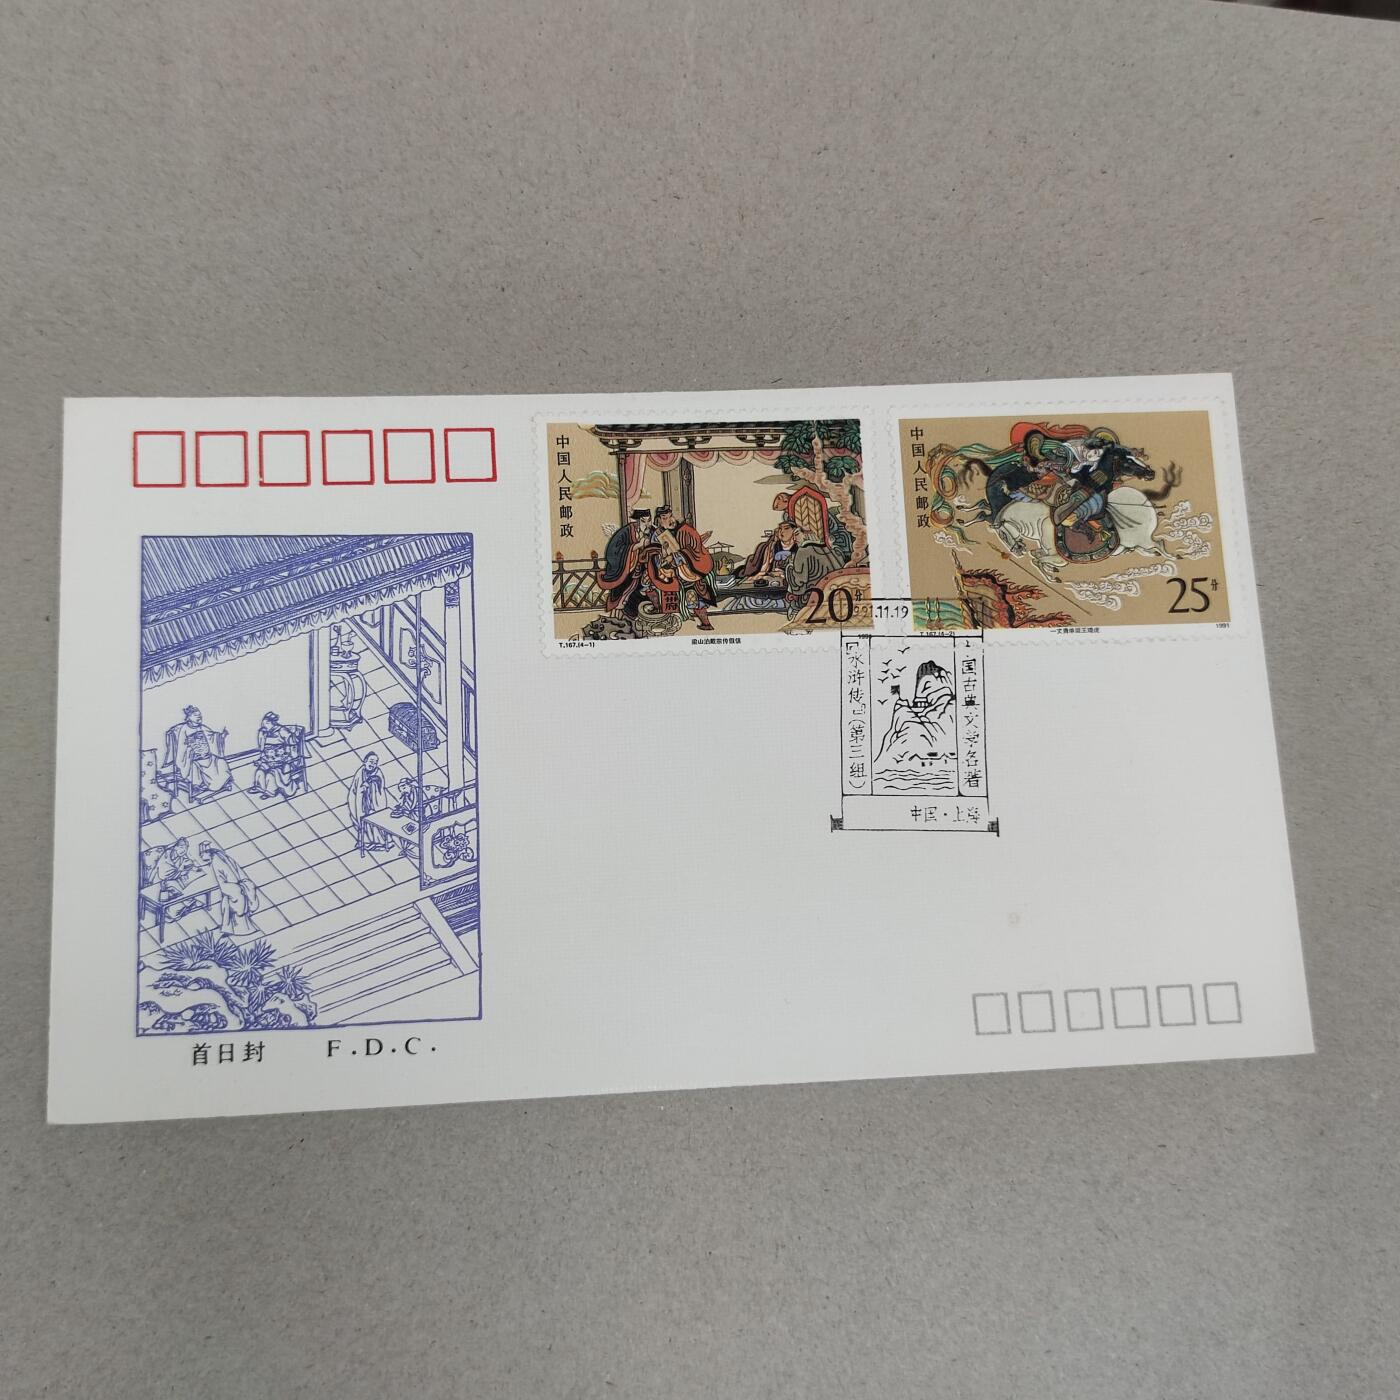 中国人民邮政
20分
T.167.(4-1)
梁山泊戴宗传假信
1991
中国人民邮政
25分
T.167.(4-2)
一丈青单捉王矮虎
1991
1991.11.19
中国古典文学名著
《水浒传》(第三组)
中国·上海
首日封 F.D.C.